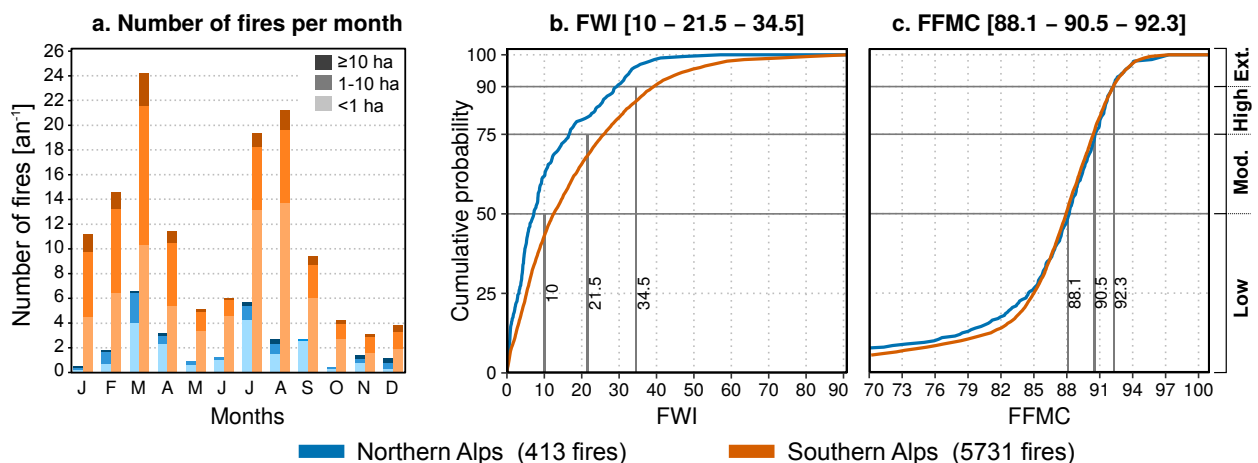 a. Number of fires per month
Number of fires [an⁻¹]
26
24
22
20
18
16
14
12
10
8
6
4
2
0
≥10 ha
1-10 ha
<1 ha
J F M A M J J A S O N D
Months
b. FWI [10 − 21.5 − 34.5]
Cumulative probability
100
90
75
50
25
0
10
21.5
34.5
0 10 20 30 40 50 60 70 80 90
FWI
c. FFMC [88.1 − 90.5 − 92.3]
88.1
90.5
92.3
70 73 76 79 82 85 88 91 94 97 100
FFMC
Ext.
High
Mod.
Low
Northern Alps (413 fires)
Southern Alps (5731 fires)